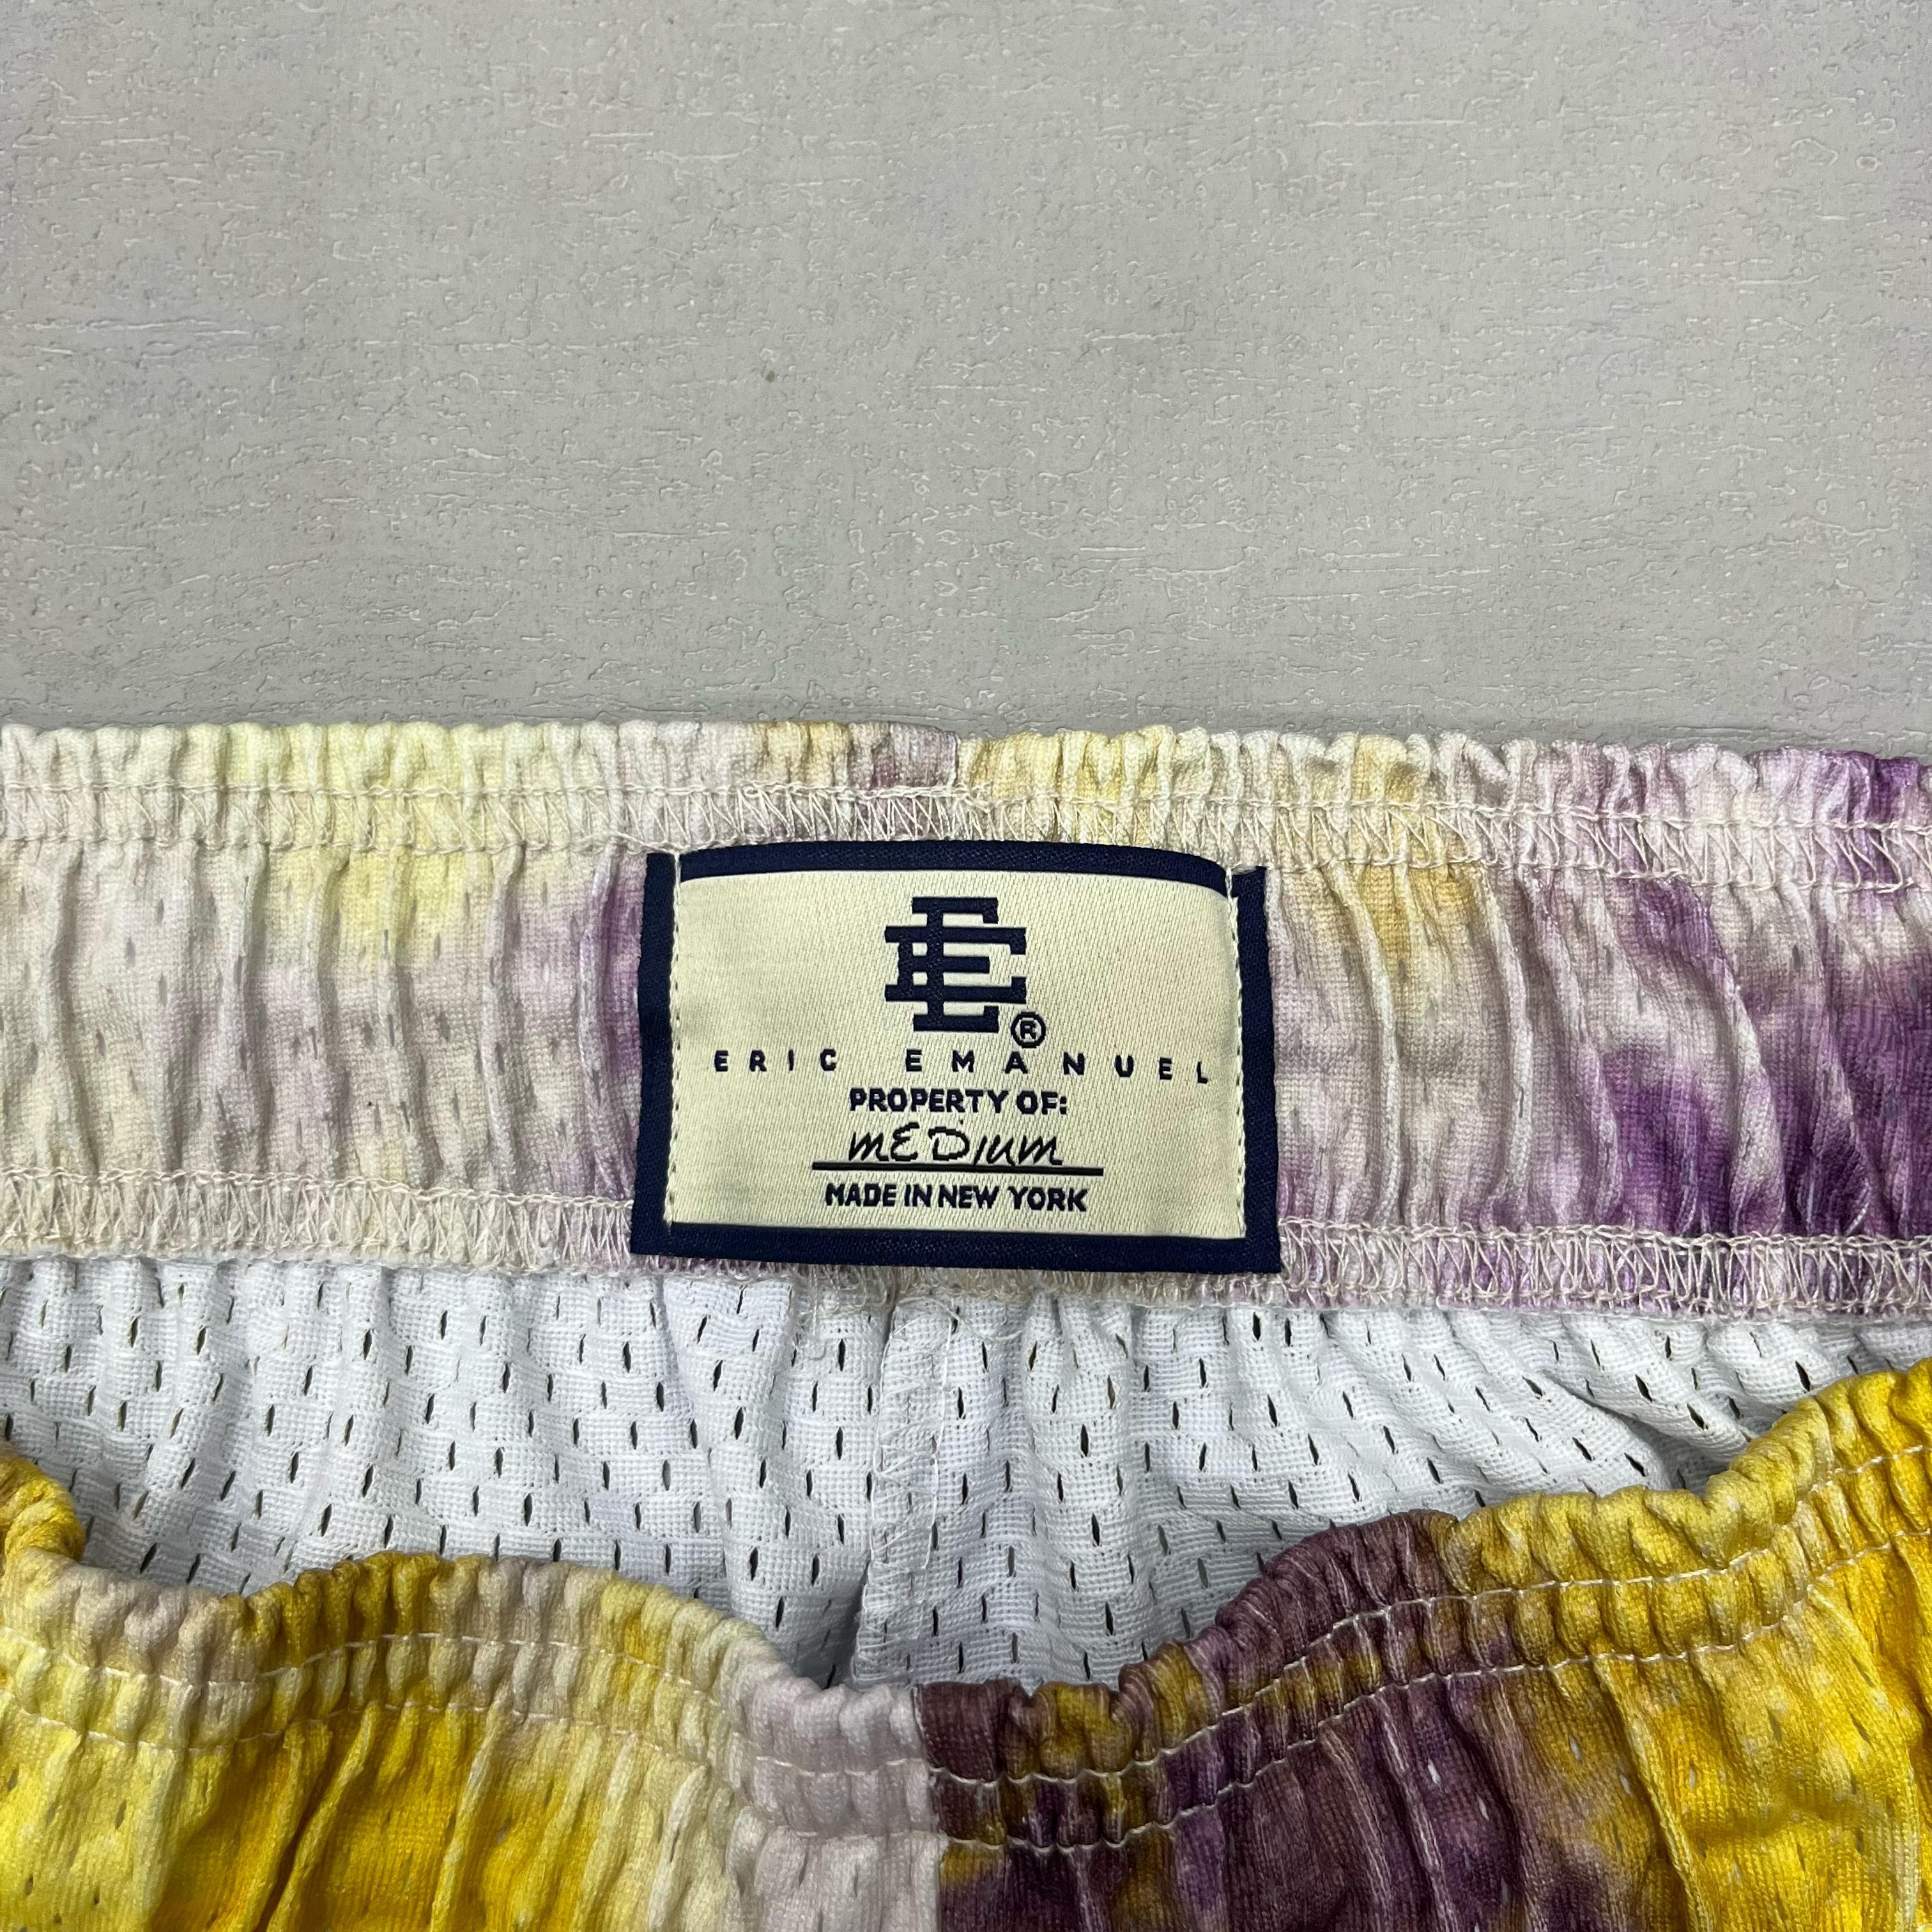 EE®
ERIC EMANUEL
PROPERTY OF:
mEDium
MADE IN NEW YORK